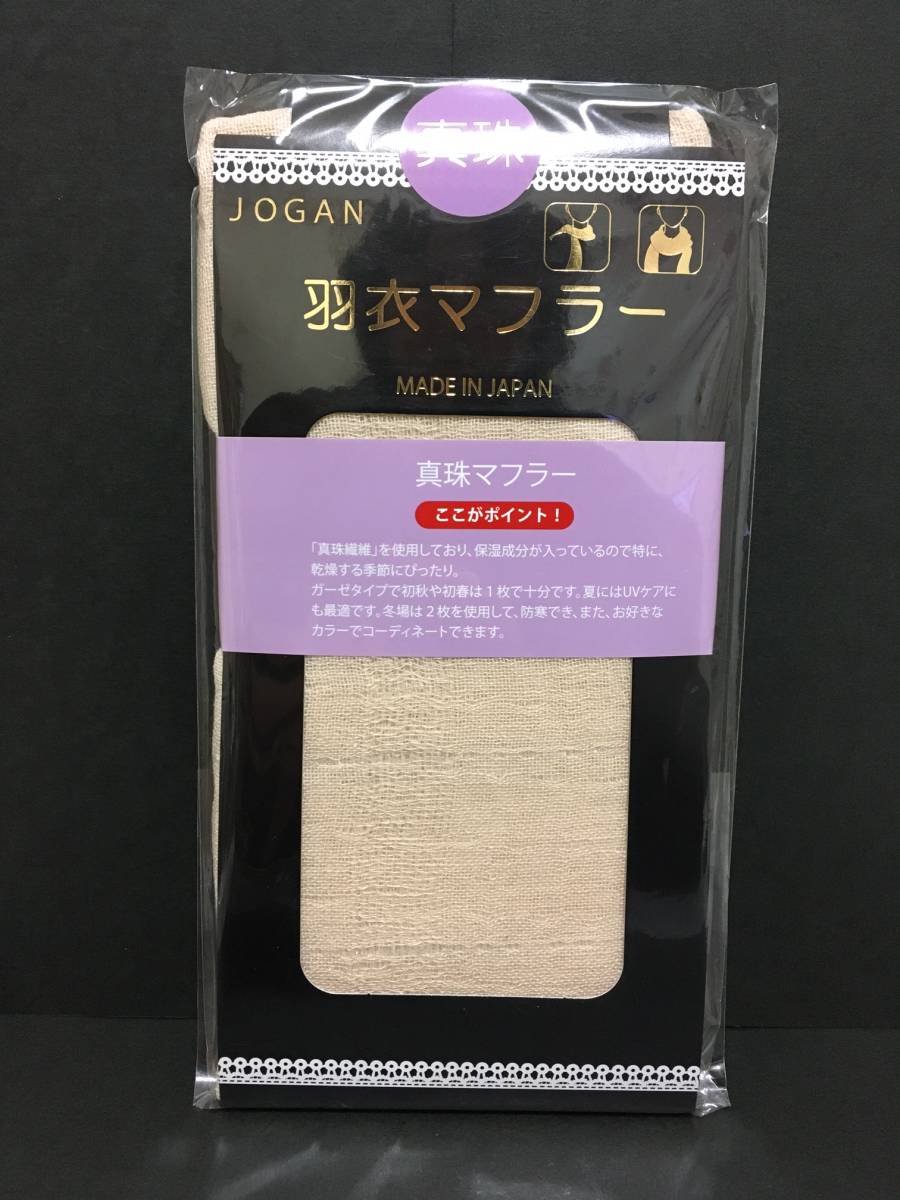 真珠
JOGAN
羽衣マフラー
MADE IN JAPAN
真珠マフラー
ここがポイント！
「真珠繊維」を使用しており、保湿成分が入っているので特に、
乾燥する季節にぴったり。
ガーゼタイプで初秋や初春は１枚で十分です。夏にはUVケアに
も最適です。冬場は２枚を使用して、防寒でき、また、お好きな
カラーでコーディネートできます。